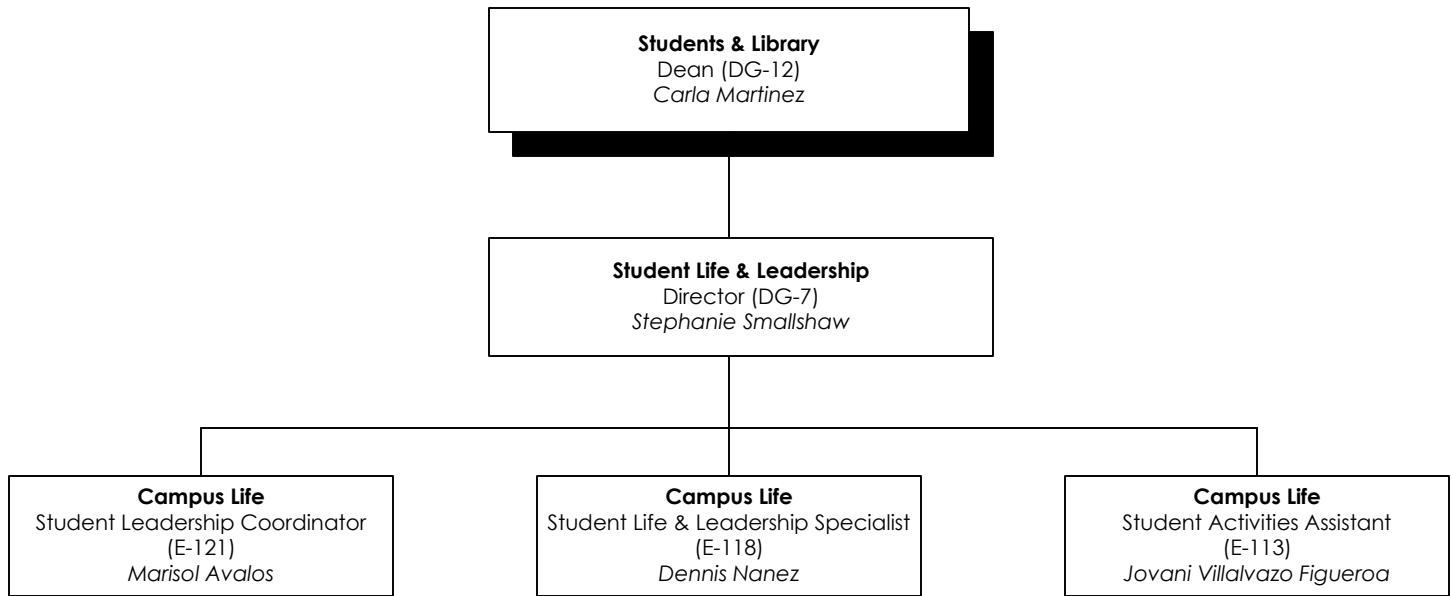 Students & Library
Dean (DG-12)
Carla Martinez
Student Life & Leadership
Director (DG-7)
Stephanie Smallshaw
Campus Life
Student Leadership Coordinator
(E-121)
Marisol Avalos
Campus Life
Student Life & Leadership Specialist
(E-118)
Dennis Nanez
Campus Life
Student Activities Assistant
(E-113)
Jovani Villalvazo Figueroa